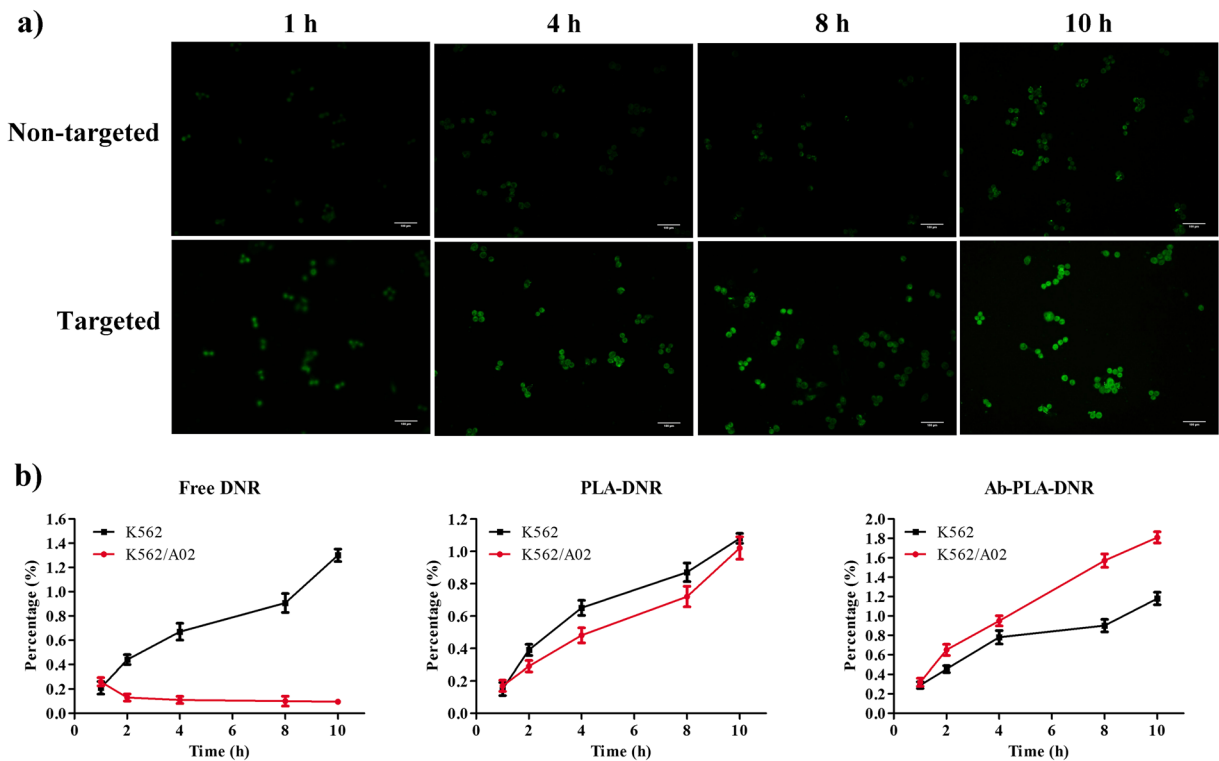 a)
1 h
4 h
8 h
10 h
Non-targeted
Targeted
b)
Free DNR
K562
K562/A02
Percentage (%)
1.6
1.4
1.2
1.0
0.8
0.6
0.4
0.2
0.0
0
2
4
6
8
10
Time (h)
PLA-DNR
K562
K562/A02
Percentage (%)
1.2
1.0
0.8
0.6
0.4
0.2
0.0
0
2
4
6
8
10
Time (h)
Ab-PLA-DNR
K562
K562/A02
Percentage (%)
2.0
1.8
1.6
1.4
1.2
1.0
0.8
0.6
0.4
0.2
0.0
0
2
4
6
8
10
Time (h)